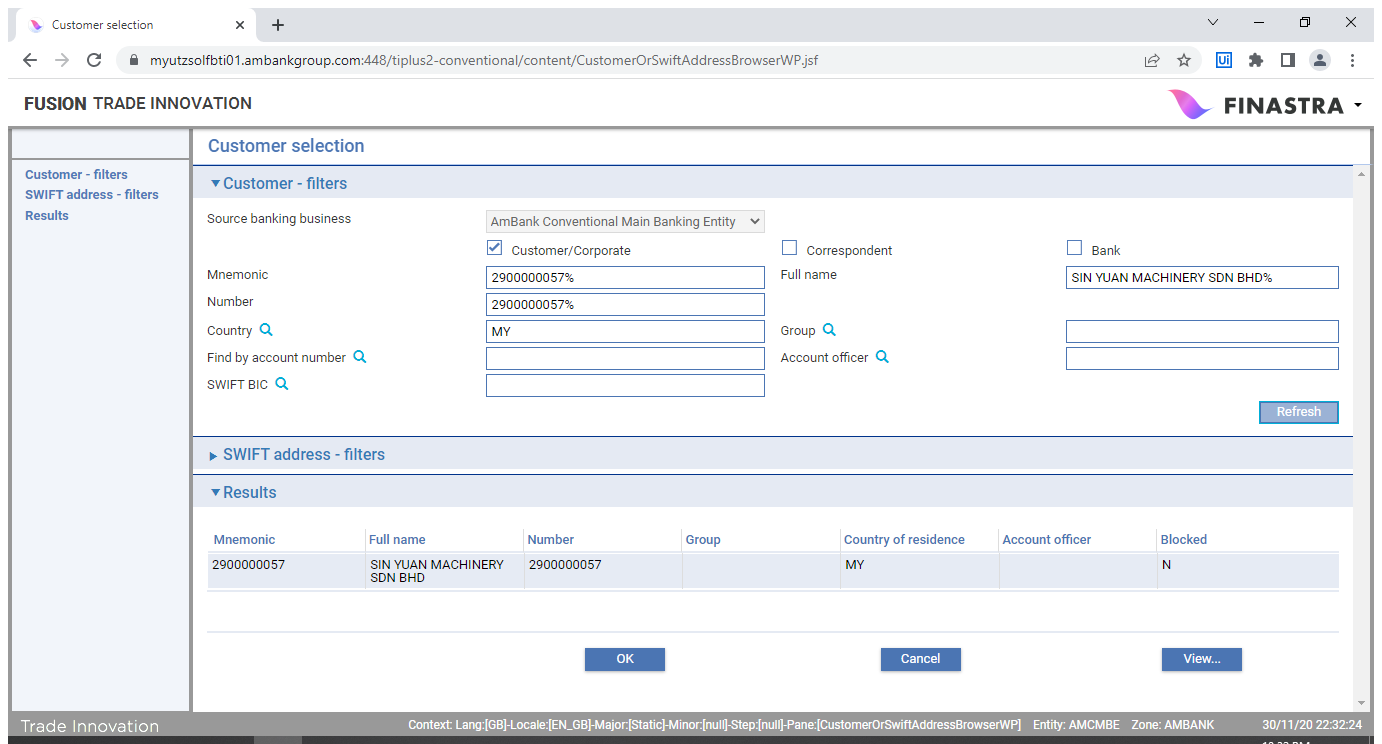 Customer selection
myutzsolfbti01.ambankgroup.com:448/tiplus2-conventional/content/CustomerOrSwiftAddressBrowserWP.jsf
Ui
FUSION TRADE INNOVATION
FINASTRA
Customer - filters
SWIFT address - filters
Results
Customer selection
Customer - filters
Source banking business
AmBank Conventional Main Banking Entity
Customer/Corporate
Correspondent
Bank
Mnemonic
2900000057%
Full name
SIN YUAN MACHINERY SDN BHD%
Number
2900000057%
Country
MY
Group
Find by account number
Account officer
SWIFT BIC
Refresh
SWIFT address - filters
Results
Mnemonic Full name Number Group Country of residence Account officer Blocked
2900000057 SIN YUAN MACHINERY 2900000057 MY N
SDN BHD
OK Cancel View...
Trade Innovation Context: Lang:[GB]-Locale:[EN_GB]-Major:[Static]-Minor:[null]-Step:[null]-Pane:[CustomerOrSwiftAddressBrowserWP] Entity: AMCMBE Zone: AMBANK 30/11/20 22:32:24